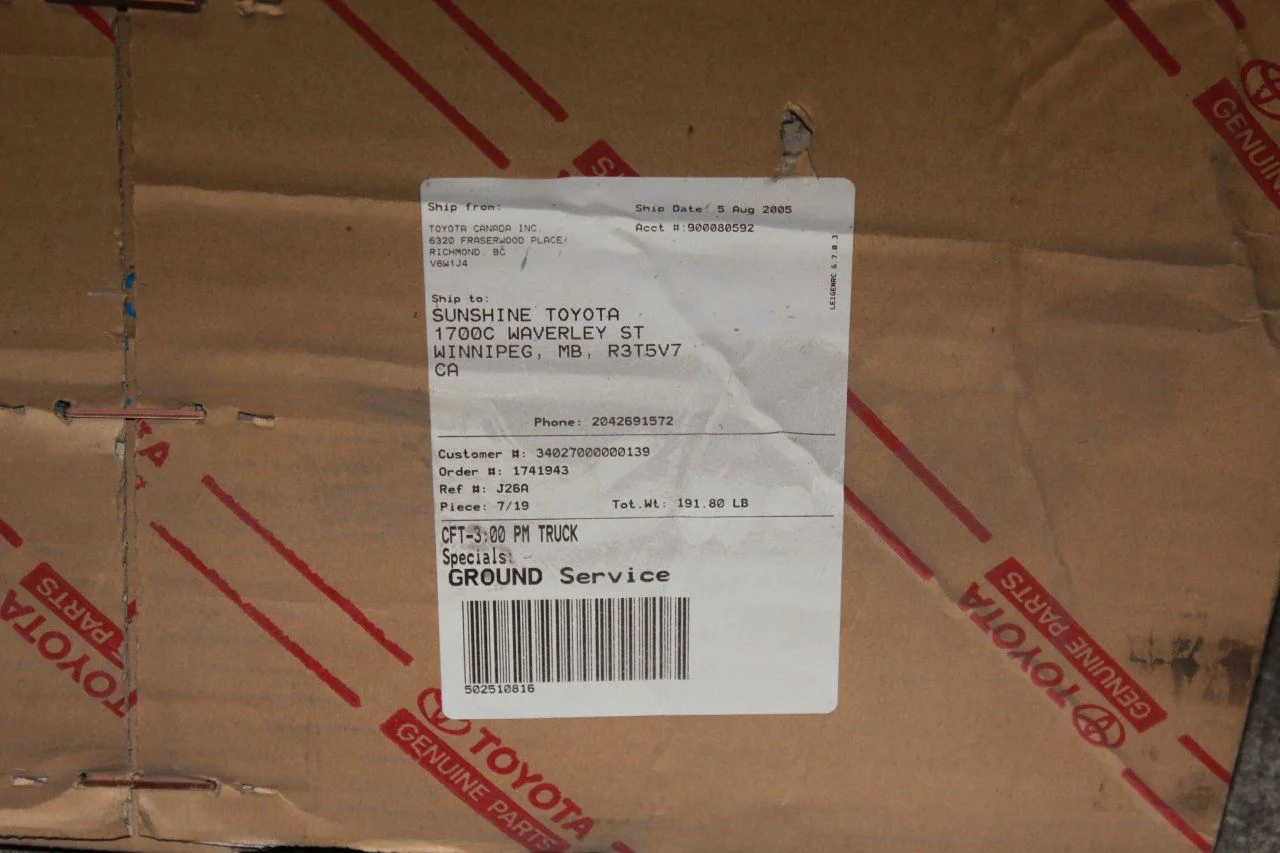 Ship from:
TOYOTA CANADA INC.
6320 FRASERWOOD PLACE
RICHMOND. BC
V6W1J4
Ship Date: 5 Aug 2005
Acct #:900080592
LEIGENRC 6.7.0.3
Ship to:
SUNSHINE TOYOTA
1700C WAVERLEY ST
WINNIPEG, MB, R3T5V7
CA
Phone: 2042691572
Customer #: 34027000000139
Order #: 1741943
Ref #: J26A
Piece: 7/19
Tot.Wt: 191.80 LB
CFT-3:00 PM TRUCK
Specials:
GROUND Service
502510816
GENUINE
TOYOTA
PARTS
TOYOTA
GENUINE PARTS
TOYOTA
GENUINE PARTS